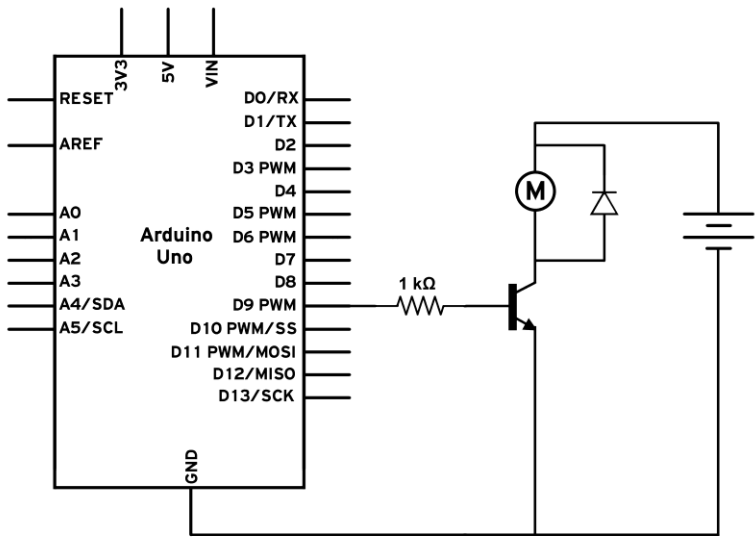 3V3
5V
VIN
RESET
AREF
A0
A1
A2
A3
A4/SDA
A5/SCL
Arduino
Uno
D0/RX
D1/TX
D2
D3 PWM
D4
D5 PWM
D6 PWM
D7
D8
D9 PWM
D10 PWM/SS
D11 PWM/MOSI
D12/MISO
D13/SCK
GND
1 kΩ
M